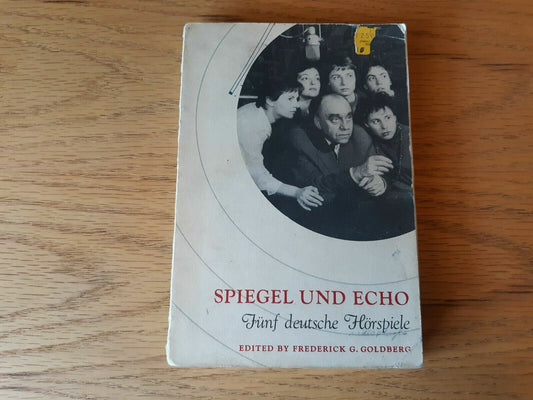 SPIEGEL UND ECHO
Fünf deutsche Hörspiele
EDITED BY FREDERICK G. GOLDBERG